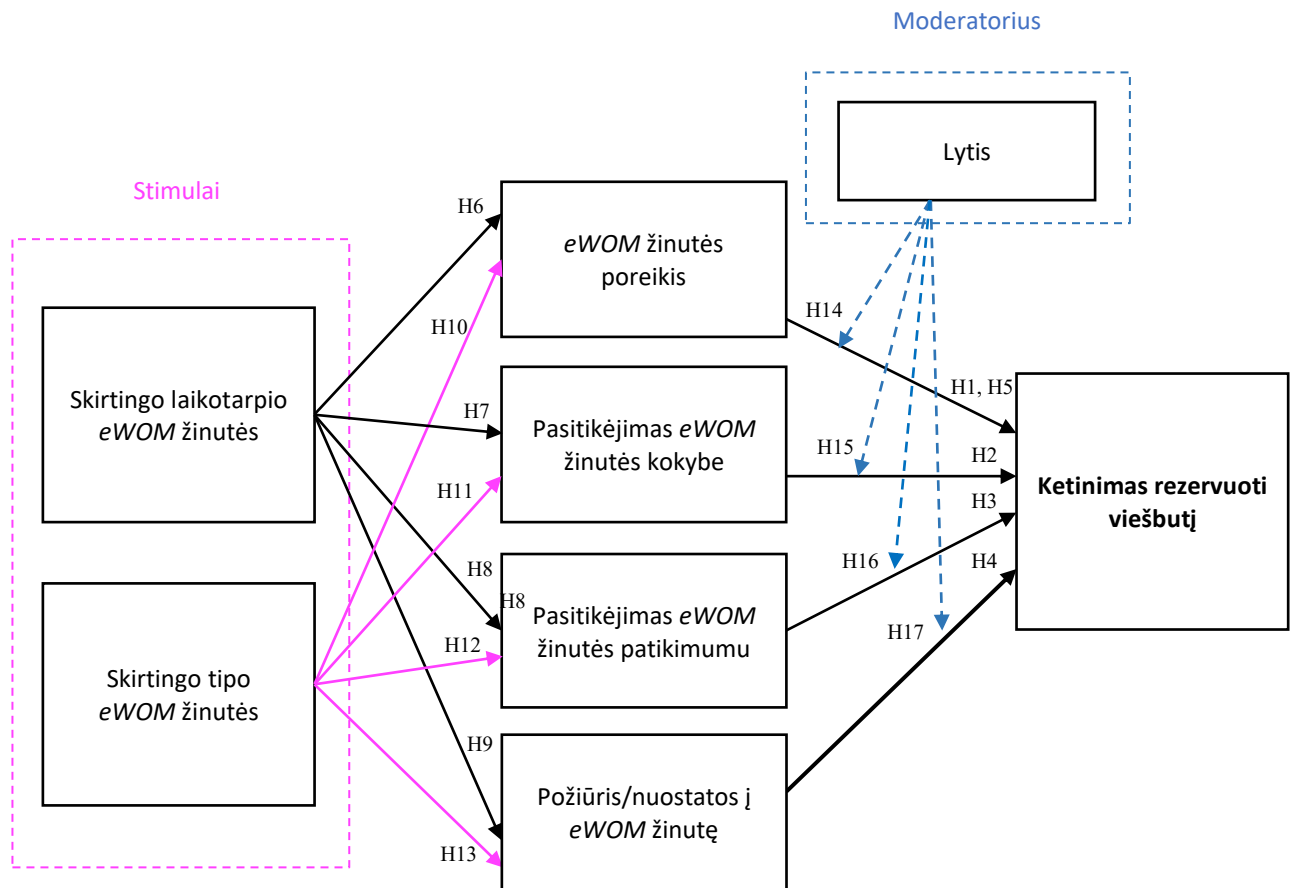 Moderatorius
Lytis
Stimulai
H6
eWOM žinutės
poreikis
H10
H14
Skirtingo laikotarpio
eWOM žinutės
H7
Pasitikėjimas eWOM
žinutės kokybe
H1, H5
H15
H2
H11
H3
Ketinimas rezervuoti
viešbutį
H8
H8
H16
H4
Pasitikėjimas eWOM
žinutės patikimumu
H12
H17
Skirtingo tipo
eWOM žinutės
H9
Požiūris/nuostatos į
eWOM žinutę
H13